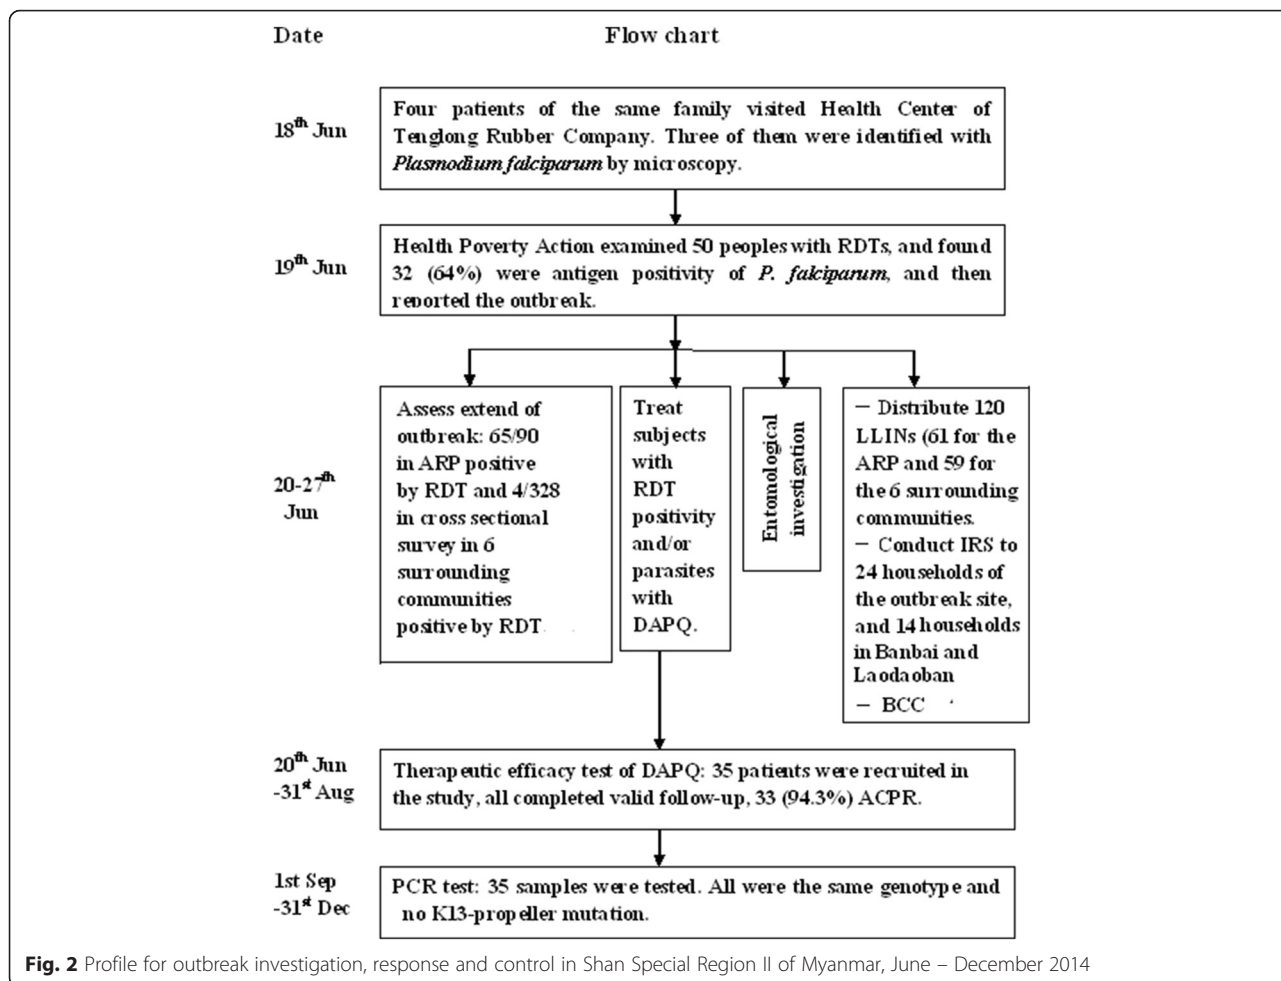 Date
Flow chart
18th Jun
Four patients of the same family visited Health Center of
Tenglong Rubber Company. Three of them were identified with
Plasmodium falciparum by microscopy.
19th Jun
Health Poverty Action examined 50 peoples with RDTs, and found
32 (64%) were antigen positivity of P. falciparum, and then
reported the outbreak.
20-27th
Jun
Assess extend of
outbreak: 65/90
in ARP positive
by RDT and 4/328
in cross sectional
survey in 6
surrounding
communities
positive by RDT
Treat
subjects
with
RDT
positivity
and/or
parasites
with
DAPQ.
Entomological
investigation
– Distribute 120
LLINs (61 for the
ARP and 59 for
the 6 surrounding
communities.
– Conduct IRS to
24 households of
the outbreak site,
and 14 households
in Banbai and
Laodaoban
– BCC
20th Jun
-31st Aug
Therapeutic efficacy test of DAPQ: 35 patients were recruited in
the study, all completed valid follow-up, 33 (94.3%) ACPR.
1st Sep
-31st Dec
PCR test: 35 samples were tested. All were the same genotype and
no K13-propeller mutation.
Fig. 2 Profile for outbreak investigation, response and control in Shan Special Region II of Myanmar, June – December 2014